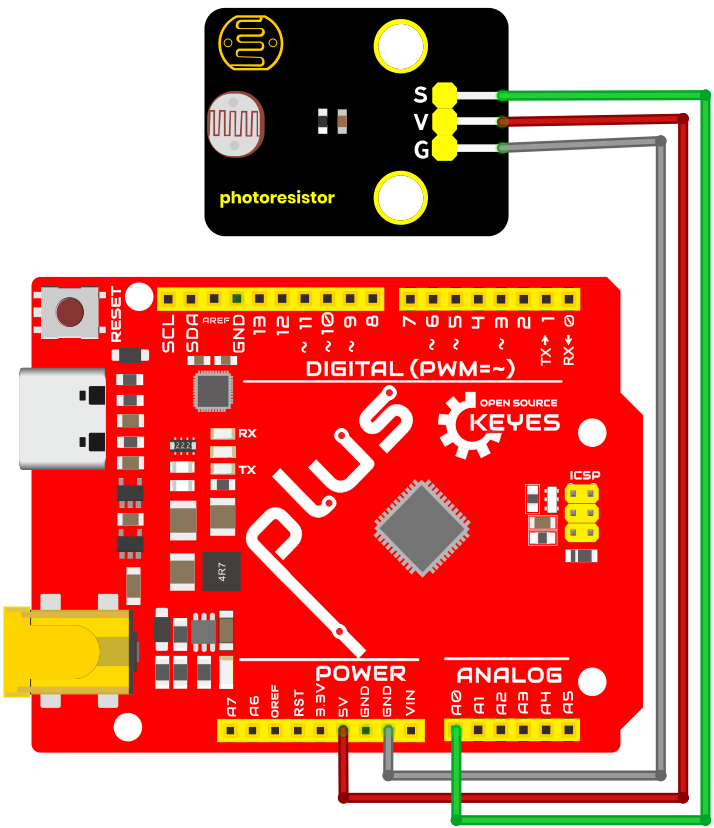 S
V
G
photoresistor
RESET
SCL
SDA
AREF
GND
13
12
~ 11
~ 10
~ 9
8
7
~ 6
~ 5
4
~ 3
2
TX→ 1
RX← 0
DIGITAL (PWM=~)
OPEN SOURCE
KEYES
RX
TX
222
plus
ICSP
4R7
POWER
ANALOG
A7
A6
0REF
RST
3.3V
5V
GND
GND
VIN
A0
A1
A2
A3
A4
A5